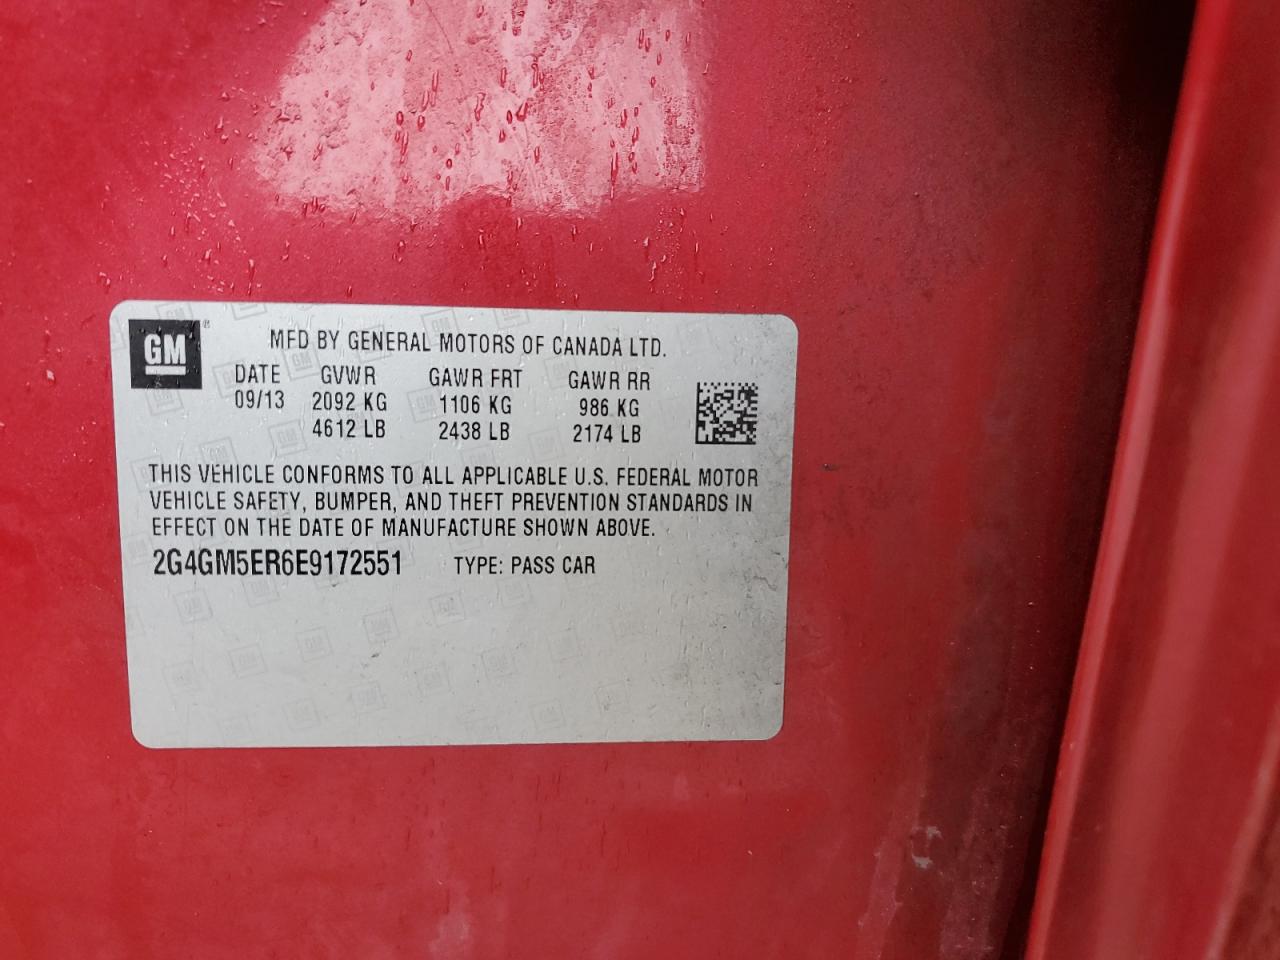 GM ®
MFD BY GENERAL MOTORS OF CANADA LTD.
DATE GVWR GAWR FRT GAWR RR
09/13 2092 KG 1106 KG 986 KG
4612 LB 2438 LB 2174 LB
THIS VEHICLE CONFORMS TO ALL APPLICABLE U.S. FEDERAL MOTOR
VEHICLE SAFETY, BUMPER, AND THEFT PREVENTION STANDARDS IN
EFFECT ON THE DATE OF MANUFACTURE SHOWN ABOVE.
2G4GM5ER6E9172551 TYPE: PASS CAR